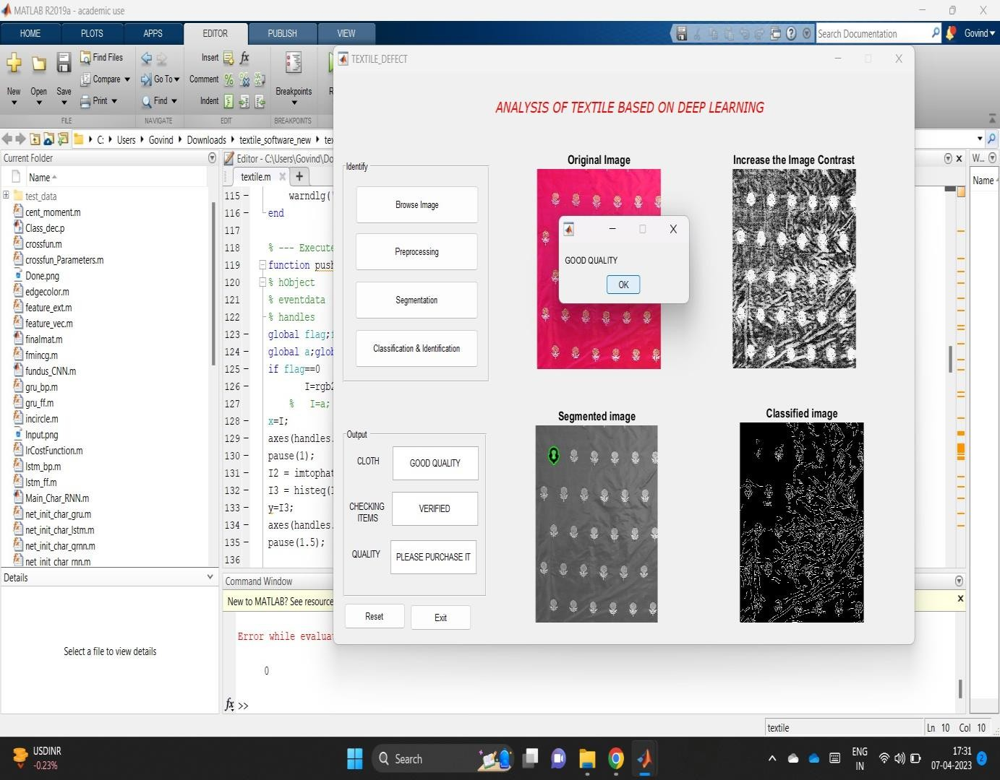 MATLAB R2019a - academic use
HOME PLOTS APPS EDITOR PUBLISH VIEW
Search Documentation
Govind
New
Open
Save
Find Files
Compare
Print
FILE
Go To
Find
NAVIGATE
Insert
fx
Comment
Indent
EDIT
Breakpoints
BREAKPOINTS
C: Users Govind Downloads textile_software_new
Current Folder
Name
test_data
cent_moment.m
Class_dec.p
crossfun.m
crossfun_Parameters.m
Done.png
edgecolor.m
feature_ext.m
feature_vec.m
finalmat.m
fmincg.m
fundus_CNN.m
gru_bp.m
gru_ff.m
incircle.m
Input.png
lrCostFunction.m
lstm_bp.m
lstm_ff.m
Main_Char_RNN.m
net_init_char_gru.m
net_init_char_lstm.m
net_init_char_qrnn.m
net_init_char_rnn.m
Details
Select a file to view details
Editor - C:\Users\Govind\Do
textile.m
115 - warndlg('
116 - end
117
118 % --- Execute
119 function push
120 % hObject
121 % eventdata
122 % handles
123 - global flag;
124 - global a;glob
125 - if flag==0
126 - I=rgb2
127 % I=a;
128 - x=I;
129 - axes(handles.
130 - pause(1);
131 - I2 = imtophat
132 - I3 = histeq(I
133 - y=I3;
134 - axes(handles.
135 - pause(1.5);
136
Command Window
New to MATLAB? See resource
Error while evalua
0
fx >>
W...
Name
TEXTILE_DEFECT
ANALYSIS OF TEXTILE BASED ON DEEP LEARNING
Identify
Browse Image
Preprocessing
Segmentation
Classification & Identification
Original Image
Increase the Image Contrast
GOOD QUALITY
OK
Segmented image
Classified image
Output
CLOTH GOOD QUALITY
CHECKING
ITEMS
VERIFIED
QUALITY PLEASE PURCHASE IT
Reset Exit
textile
Ln 10 Col 10
USDINR
-0.23%
Search
ENG
IN
17:31
07-04-2023
2